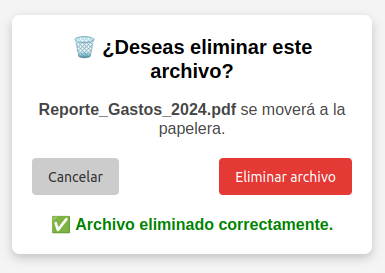 🗑️ ¿Deseas eliminar este
archivo?
Reporte_Gastos_2024.pdf se moverá a la
papelera.
Cancelar
Eliminar archivo
✅ Archivo eliminado correctamente.